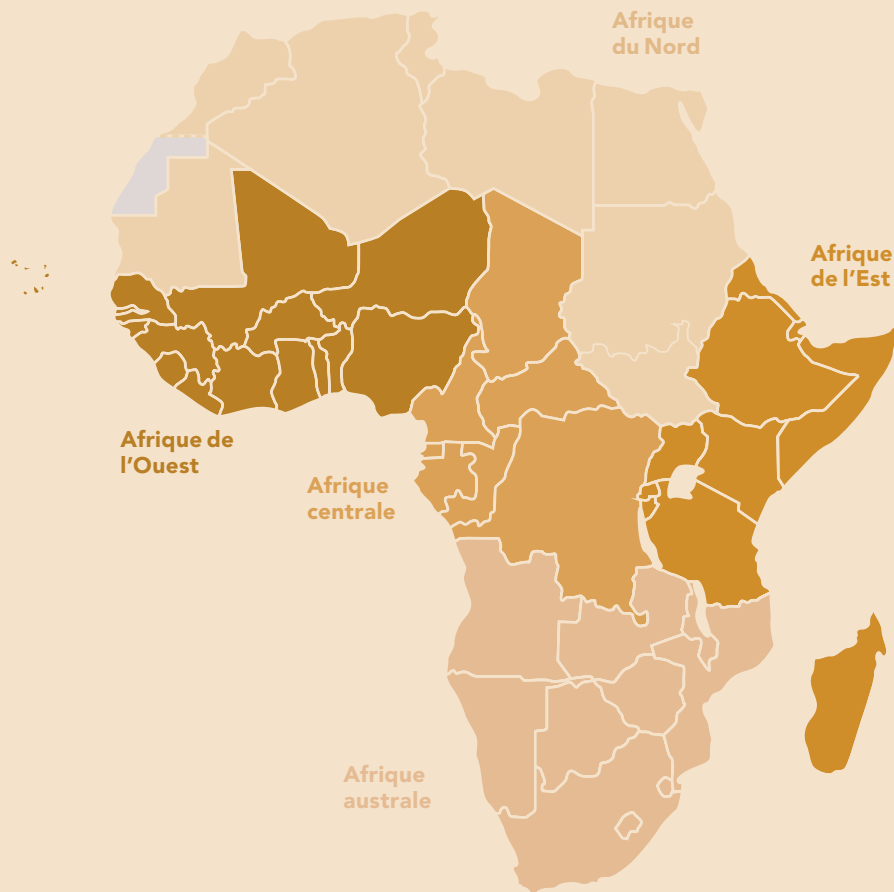 Afrique
du Nord
Afrique
de l’Est
Afrique de
l’Ouest
Afrique
centrale
Afrique
australe